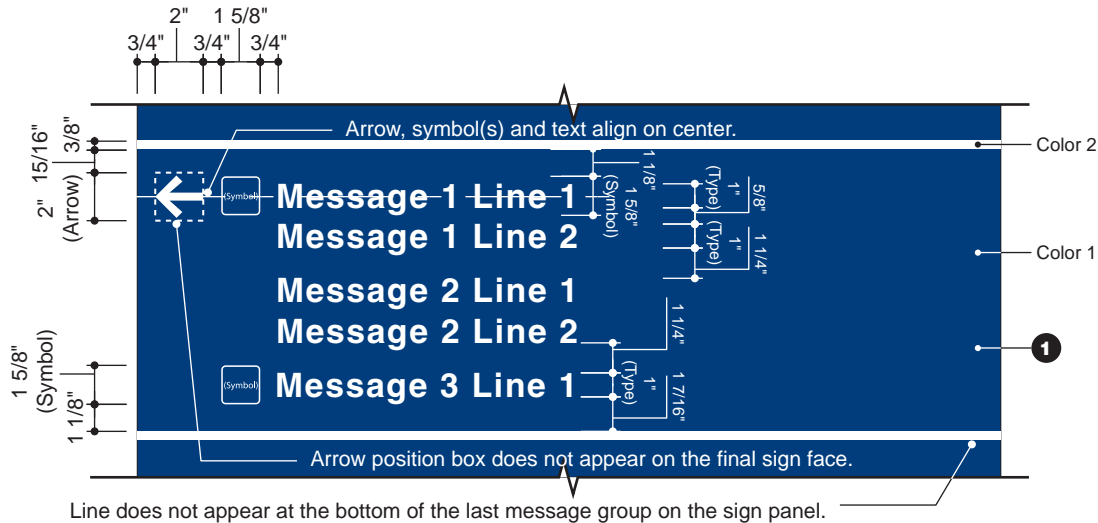 2" 1 5/8"
3/4" 3/4" 3/4"
Arrow, symbol(s) and text align on center.
Color 2
3/8"
15/16"
2"
(Arrow)
(Symbol)
Message 1 Line 1
Message 1 Line 2
1 1/8"
1 5/8"
(Symbol)
1"
(Type)
5/8"
1"
(Type)
1 1/4"
Color 1
Message 2 Line 1
Message 2 Line 2
1 1/4"
1
1 5/8"
(Symbol)
1 1/8"
(Symbol)
Message 3 Line 1
1"
(Type)
1 7/16"
Arrow position box does not appear on the final sign face.
Line does not appear at the bottom of the last message group on the sign panel.